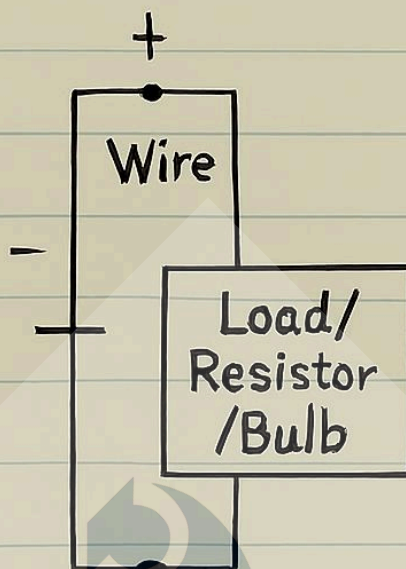 +
Wire
-
Load/
Resistor
/Bulb